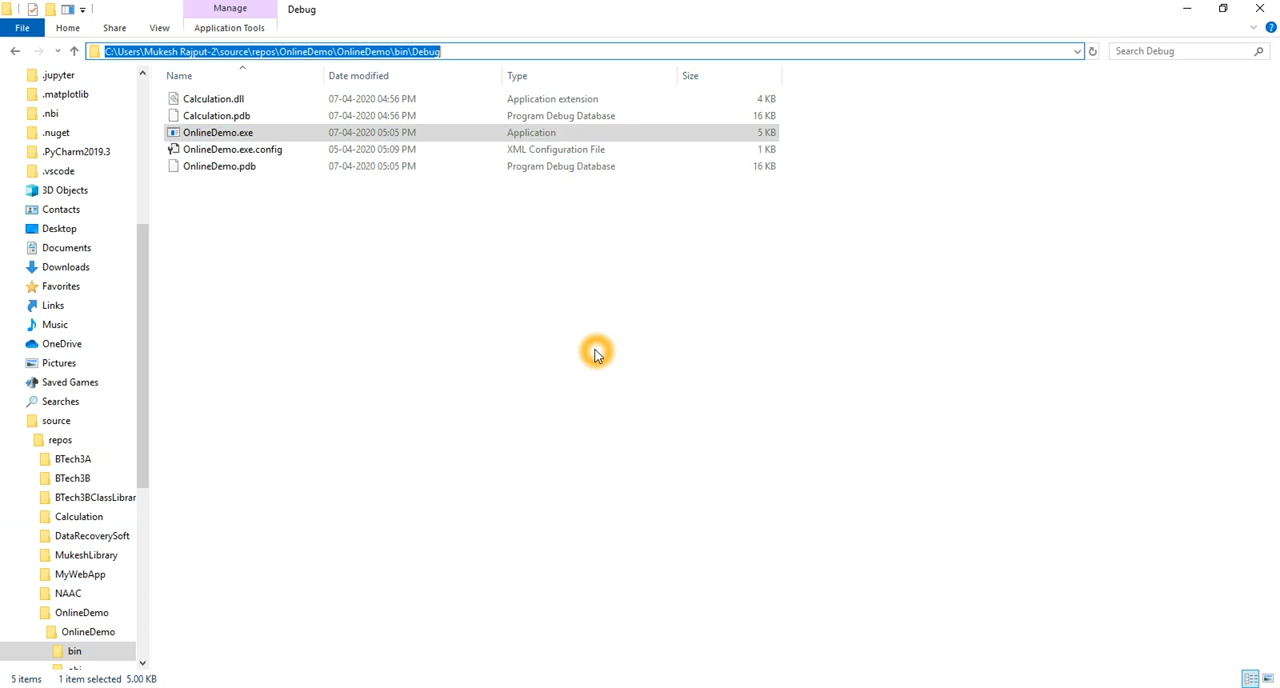 Manage Debug
File Home Share View Application Tools
C:\Users\Mukesh Rajput-2\source\repos\OnlineDemo\OnlineDemo\bin\Debug Search Debug
Name Date modified Type Size
Calculation.dll 07-04-2020 04:56 PM Application extension 4 KB
Calculation.pdb 07-04-2020 04:56 PM Program Debug Database 16 KB
OnlineDemo.exe 07-04-2020 05:05 PM Application 5 KB
OnlineDemo.exe.config 05-04-2020 05:09 PM XML Configuration File 1 KB
OnlineDemo.pdb 07-04-2020 05:05 PM Program Debug Database 16 KB
.jupyter
.matplotlib
.nbi
.nuget
.PyCharm2019.3
.vscode
3D Objects
Contacts
Desktop
Documents
Downloads
Favorites
Links
Music
OneDrive
Pictures
Saved Games
Searches
source
repos
BTech3A
BTech3B
BTech3BClassLibrar
Calculation
DataRecoverySoft
MukeshLibrary
MyWebApp
NAAC
OnlineDemo
OnlineDemo
bin
5 items 1 item selected 5.00 KB